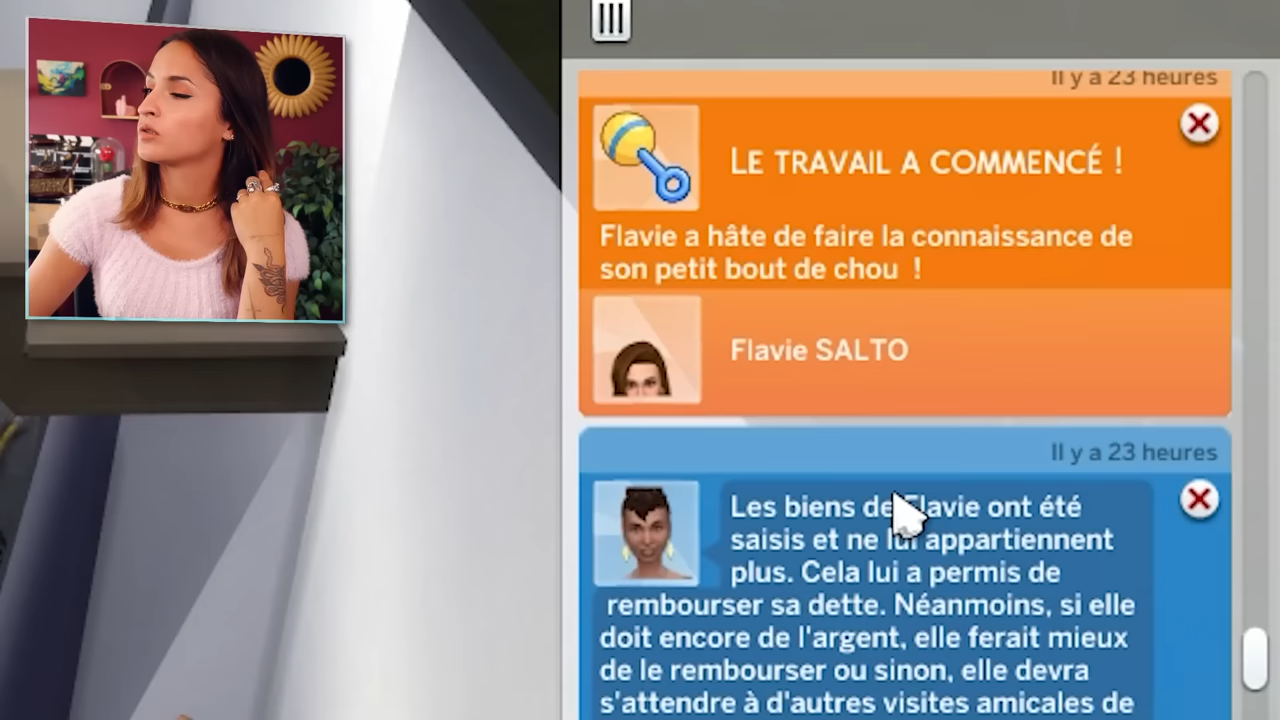 Il y a 23 heures
LE TRAVAIL A COMMENCÉ !
Flavie a hâte de faire la connaissance de
son petit bout de chou !
Flavie SALTO
Il y a 23 heures
Les biens de Flavie ont été
saisis et ne lui appartiennent
plus. Cela lui a permis de
rembourser sa dette. Néanmoins, si elle
doit encore de l'argent, elle ferait mieux
de le rembourser ou sinon, elle devra
s'attendre à d'autres visites amicales de